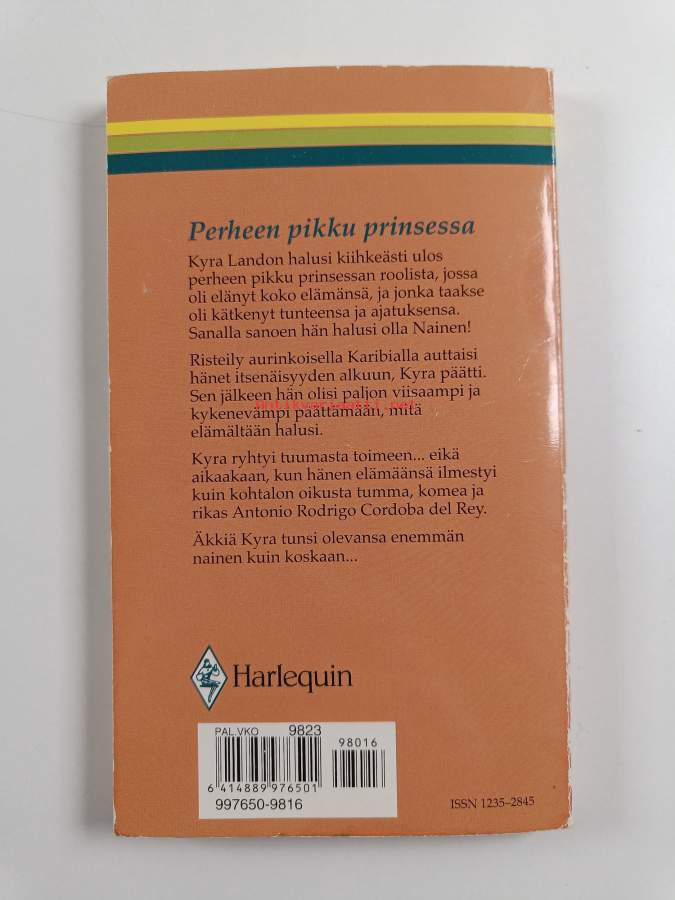 Perheen pikku prinsessa
Kyra Landon halusi kiihkeästi ulos
perheen pikku prinsessan roolista, jossa
oli elänyt koko elämänsä, ja jonka taakse
oli kätkenyt tunteensa ja ajatuksensa.
Sanalla sanoen hän halusi olla Nainen!
Risteily aurinkoisella Karibialla auttaisi
hänet itsenäisyyden alkuun, Kyra päätti.
Sen jälkeen hän olisi paljon viisaampi ja
kykenevämpi päättämään, mitä
elämältään halusi.
Kyra ryhtyi tuumasta toimeen... eikä
aikaakaan, kun hänen elämäänsä ilmestyi
kuin kohtalon oikusta tumma, komea ja
rikas Antonio Rodrigo Cordoba del Rey.
Äkkiä Kyra tunsi olevansa enemmän
nainen kuin koskaan...
Harlequin
PAL.VKO 9823
98016
6 414889 976501
997650-9816
ISSN 1235-2845